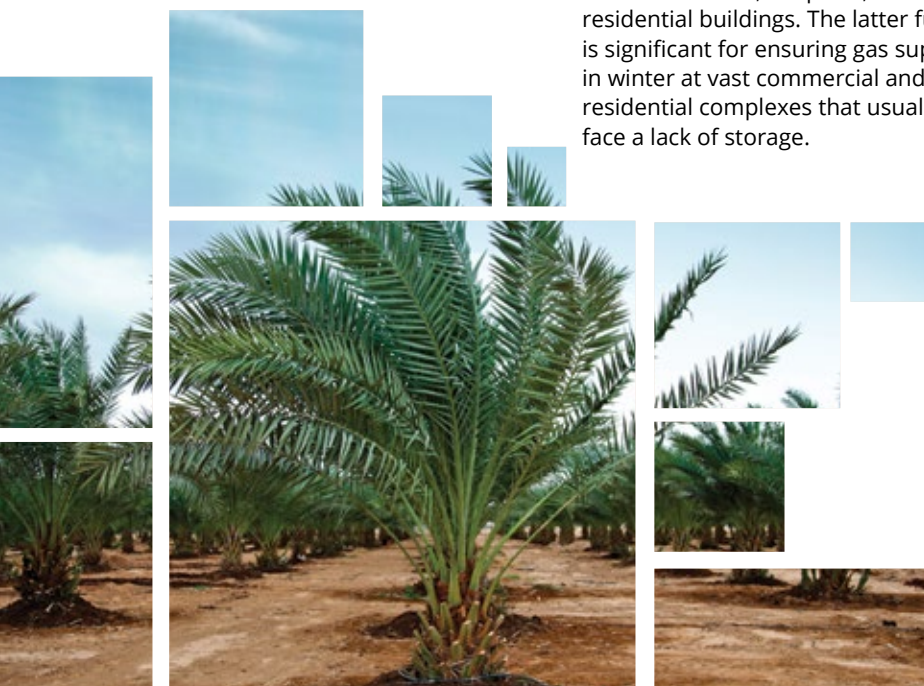 residential buildings. The latter
is significant for ensuring gas
in winter at vast commercial and
residential complexes that
face a lack of storage.